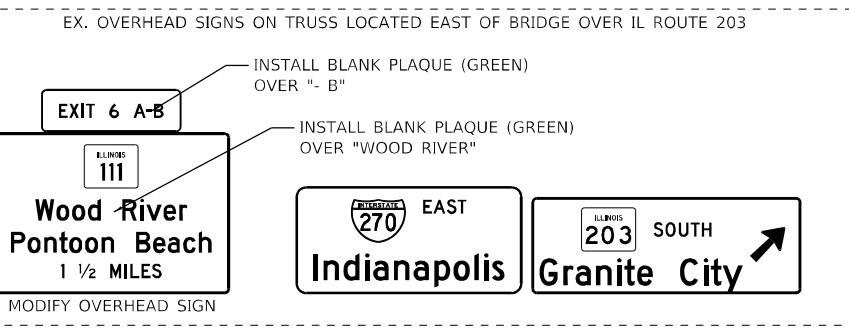 EX. OVERHEAD SIGNS ON TRUSS LOCATED EAST OF BRIDGE OVER IL ROUTE 203
INSTALL BLANK PLAQUE (GREEN)
OVER "- B"
EXIT 6 A-B
INSTALL BLANK PLAQUE (GREEN)
OVER "WOOD RIVER"
ILLINOIS
111
Wood River
Pontoon Beach
1 ½ MILES
MODIFY OVERHEAD SIGN
INTERSTATE
270
EAST
Indianapolis
ILLINOIS
203
SOUTH
Granite City